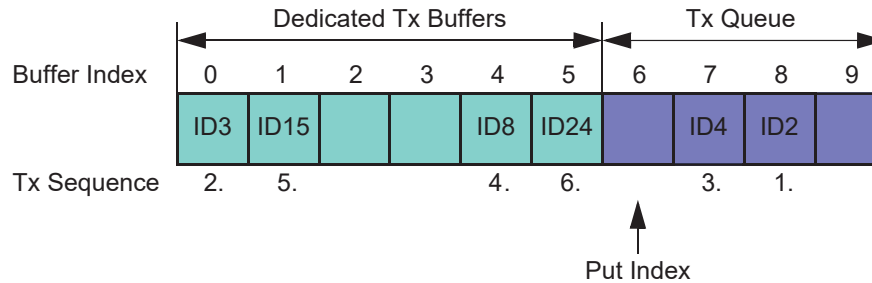 Dedicated Tx Buffers Tx Queue
Buffer Index 0 1 2 3 4 5 6 7 8 9
ID3 ID15 ID8 ID24 ID4 ID2
Tx Sequence 2. 5. 4. 6. 3. 1.
Put Index